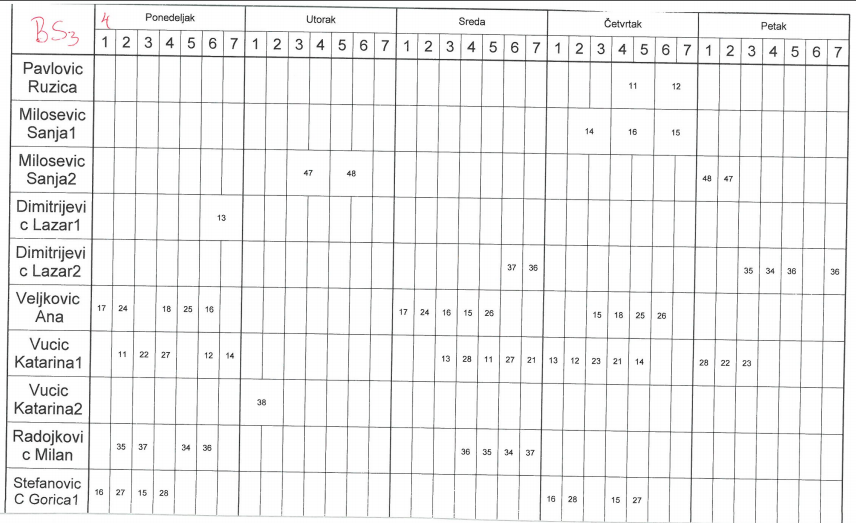 BS3
4 Ponedeljak Utorak Sreda Četvrtak Petak
1 2 3 4 5 6 7 1 2 3 4 5 6 7 1 2 3 4 5 6 7 1 2 3 4 5 6 7 1 2 3 4 5 6 7
Pavlovic
Ruzica
11 12
Milosevic
Sanja1
14 16 15
Milosevic
Sanja2
47 48 48 47
Dimitrijevi
c Lazar1
13
Dimitrijevi
c Lazar2
37 36 35 34 36 36
Veljkovic
Ana
17 24 18 25 16 17 24 16 15 26 15 18 25 26
Vucic
Katarina1
11 22 27 12 14 13 28 11 27 21 13 12 23 21 14 28 22 23
Vucic
Katarina2
38
Radojkovi
c Milan
35 37 34 36 36 35 34 37
Stefanovic
C Gorica1
16 27 15 28 16 28 15 27